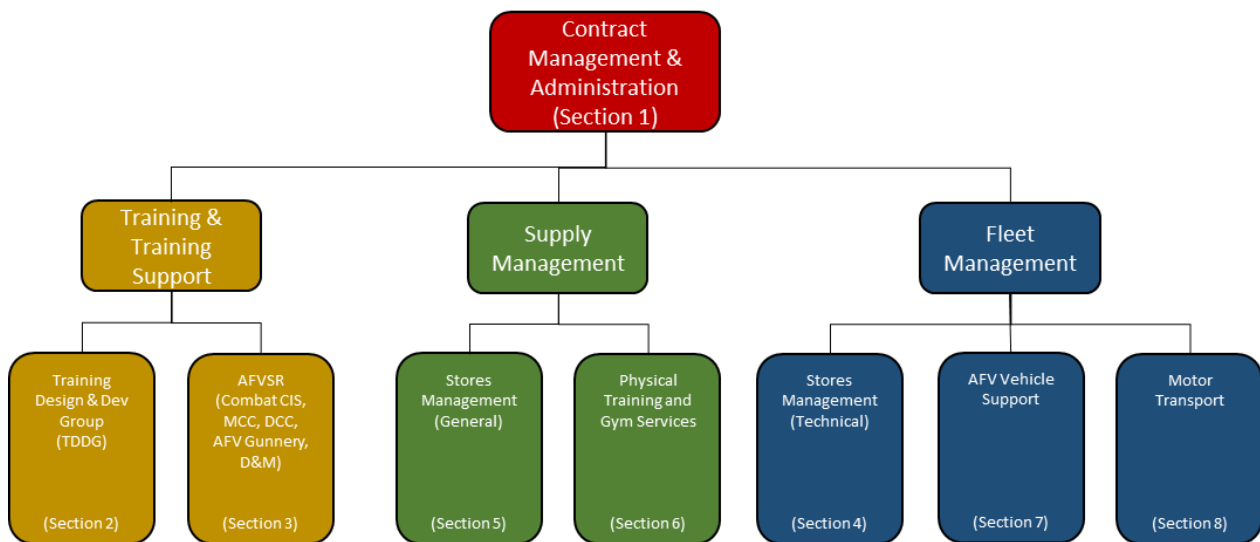 Contract
Management &
Administration
(Section 1)
Training &
Training
Support
Supply
Management
Fleet
Management
Training
Design & Dev
Group
(TDDG)
(Section 2)
AFVSR
(Combat CIS,
MCC, DCC,
AFV Gunnery,
D&M)
(Section 3)
Stores
Management
(General)
(Section 5)
Physical
Training and
Gym Services
(Section 6)
Stores
Management
(Technical)
(Section 4)
AFV Vehicle
Support
(Section 7)
Motor
Transport
(Section 8)